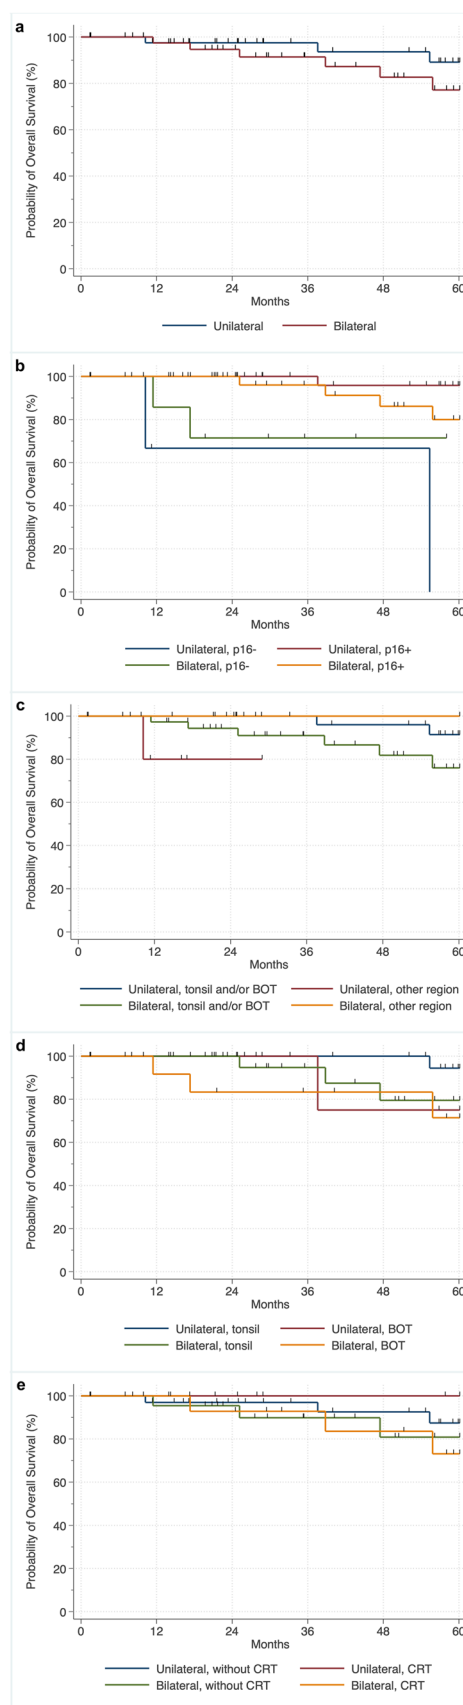 a
Probability of Overall Survival (%)
100
80
60
40
20
0
0 12 24 36 48 60
Months
Unilateral Bilateral
b
Probability of Overall Survival (%)
100
80
60
40
20
0
0 12 24 36 48 60
Months
Unilateral, p16- Unilateral, p16+
Bilateral, p16- Bilateral, p16+
c
Probability of Overall Survival (%)
100
80
60
40
20
0
0 12 24 36 48 60
Months
Unilateral, tonsil and/or BOT Unilateral, other region
Bilateral, tonsil and/or BOT Bilateral, other region
d
Probability of Overall Survival (%)
100
80
60
40
20
0
0 12 24 36 48 60
Months
Unilateral, tonsil Unilateral, BOT
Bilateral, tonsil Bilateral, BOT
e
Probability of Overall Survival (%)
100
80
60
40
20
0
0 12 24 36 48 60
Months
Unilateral, without CRT Unilateral, CRT
Bilateral, without CRT Bilateral, CRT